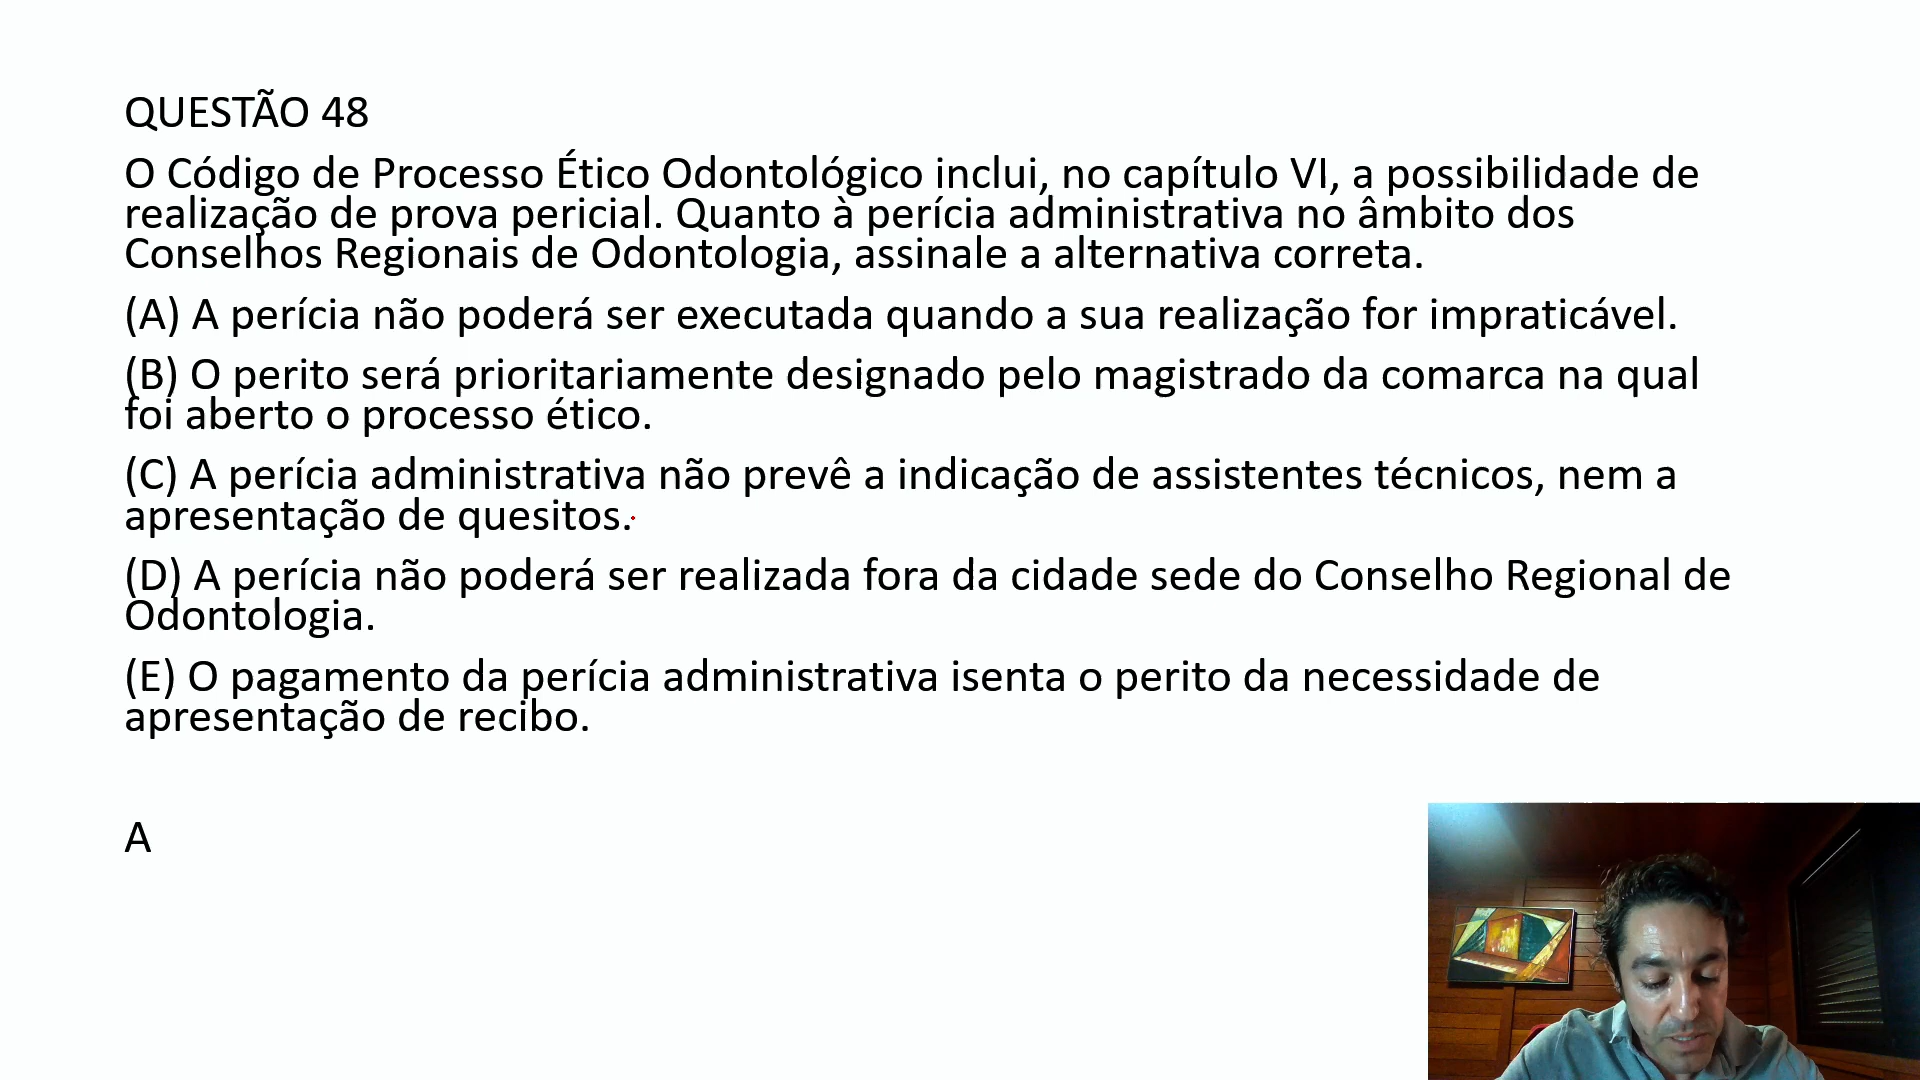 QUESTÃO 48
O Código de Processo Ético Odontológico inclui, no capítulo VI, a possibilidade de
realização de prova pericial. Quanto à perícia administrativa no âmbito dos
Conselhos Regionais de Odontologia, assinale a alternativa correta.
(A) A perícia não poderá ser executada quando a sua realização for impraticável.
(B) O perito será prioritariamente designado pelo magistrado da comarca na qual
foi aberto o processo ético.
(C) A perícia administrativa não prevê a indicação de assistentes técnicos, nem a
apresentação de quesitos.
(D) A perícia não poderá ser realizada fora da cidade sede do Conselho Regional de
Odontologia.
(E) O pagamento da perícia administrativa isenta o perito da necessidade de
apresentação de recibo.
A